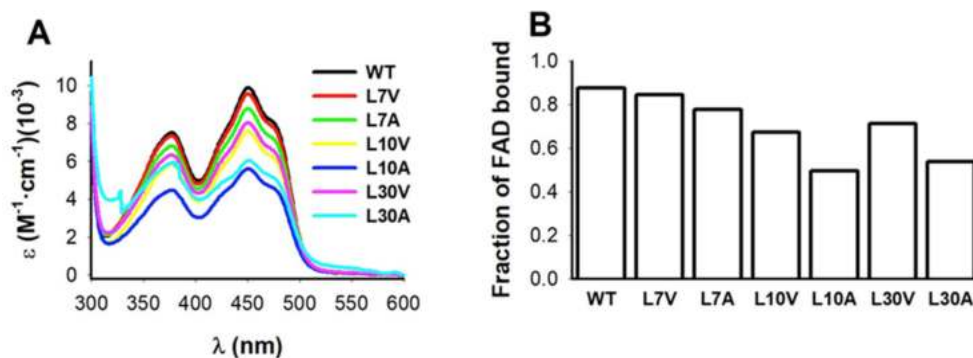 A
ε (M⁻¹·cm⁻¹)(10⁻³)
10
8
6
4
2
0
300 350 400 450 500 550 600
λ (nm)
WT
L7V
L7A
L10V
L10A
L30V
L30A
B
Fraction of FAD bound
1.0
0.8
0.6
0.4
0.2
0.0
WT L7V L7A L10V L10A L30V L30A